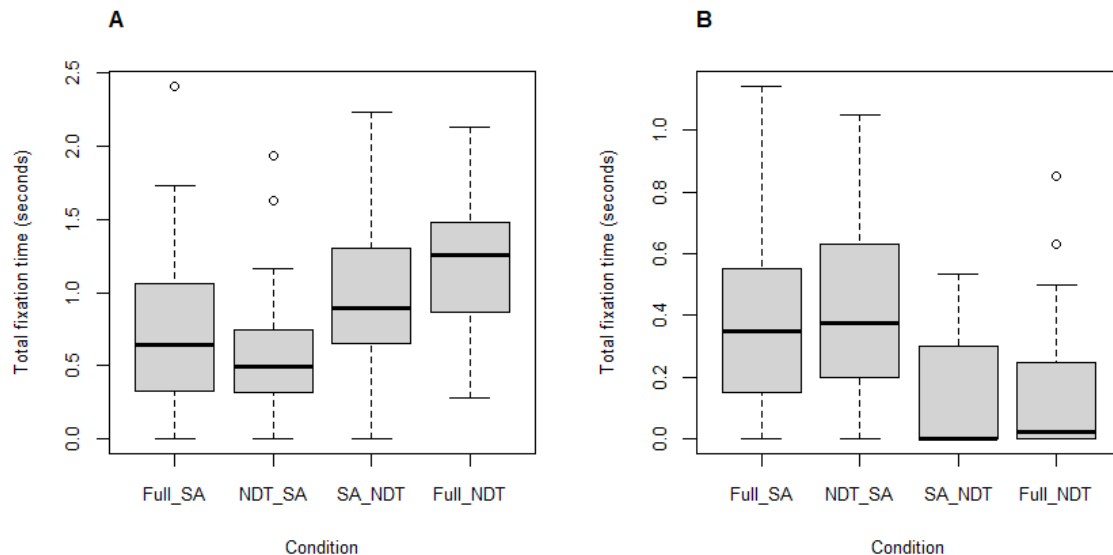 A
Total fixation time (seconds)
2.5
2.0
1.5
1.0
0.5
0.0
Full_SA NDT_SA SA_NDT Full_NDT
Condition
B
Total fixation time (seconds)
1.0
0.8
0.6
0.4
0.2
0.0
Full_SA NDT_SA SA_NDT Full_NDT
Condition